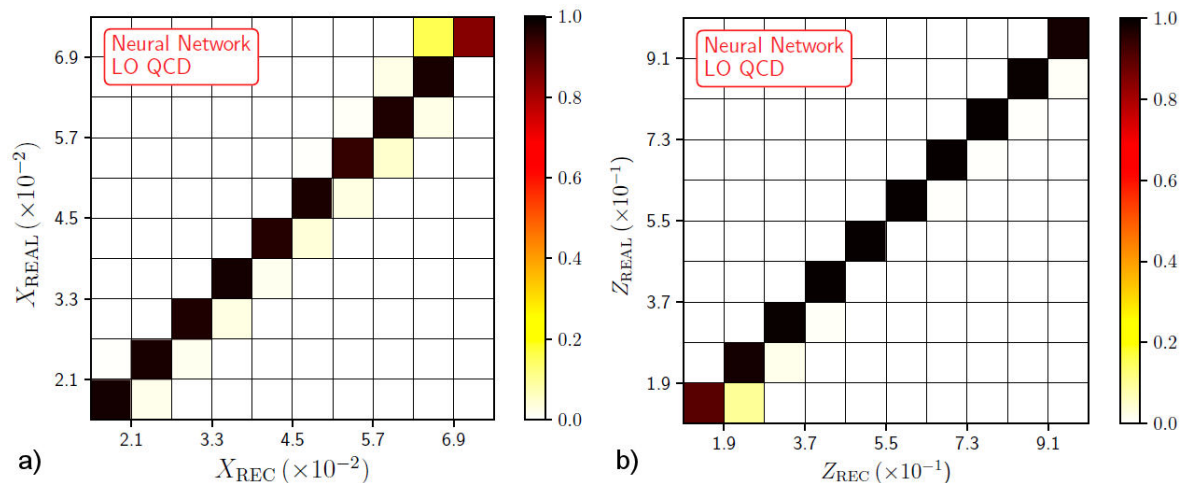 Neural Network
LO QCD
X_REAL (×10⁻²)
6.9
5.7
4.5
3.3
2.1
2.1 3.3 4.5 5.7 6.9
X_REC (×10⁻²)
1.0
0.8
0.6
0.4
0.2
0.0
a)
Neural Network
LO QCD
Z_REAL (×10⁻¹)
9.1
7.3
5.5
3.7
1.9
1.9 3.7 5.5 7.3 9.1
Z_REC (×10⁻¹)
1.0
0.8
0.6
0.4
0.2
0.0
b)